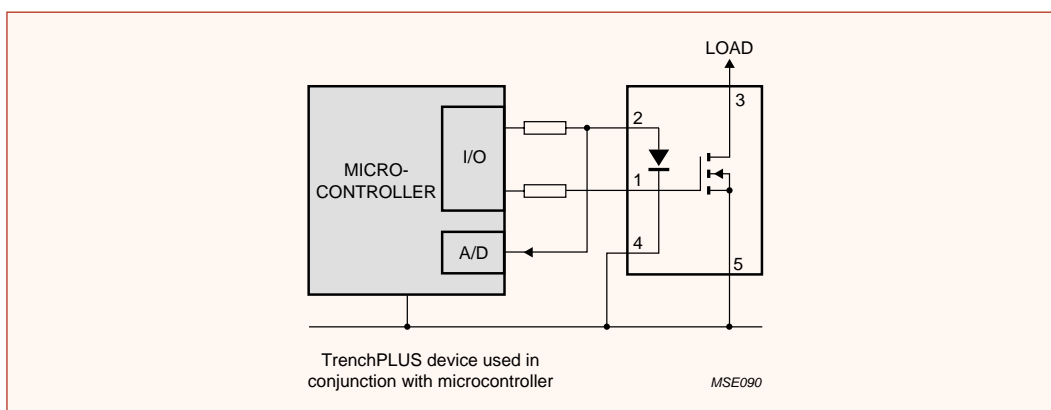 LOAD
3
2
I/O
MICRO-
CONTROLLER
1
A/D
4
5
TrenchPLUS device used in
conjunction with microcontroller
MSE090